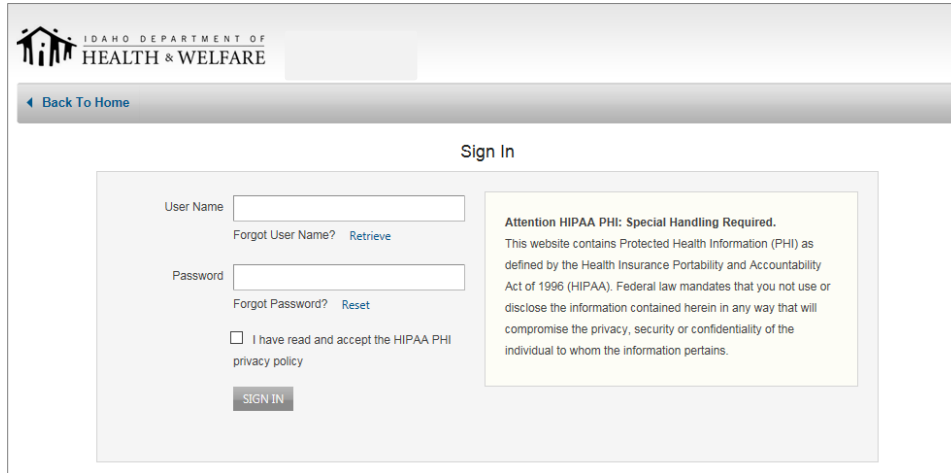 IDAHO DEPARTMENT OF
HEALTH & WELFARE
Back To Home
Sign In
User Name
Forgot User Name? Retrieve
Password
Forgot Password? Reset
I have read and accept the HIPAA PHI
privacy policy
SIGN IN
Attention HIPAA PHI: Special Handling Required.
This website contains Protected Health Information (PHI) as
defined by the Health Insurance Portability and Accountability
Act of 1996 (HIPAA). Federal law mandates that you not use or
disclose the information contained herein in any way that will
compromise the privacy, security or confidentiality of the
individual to whom the information pertains.